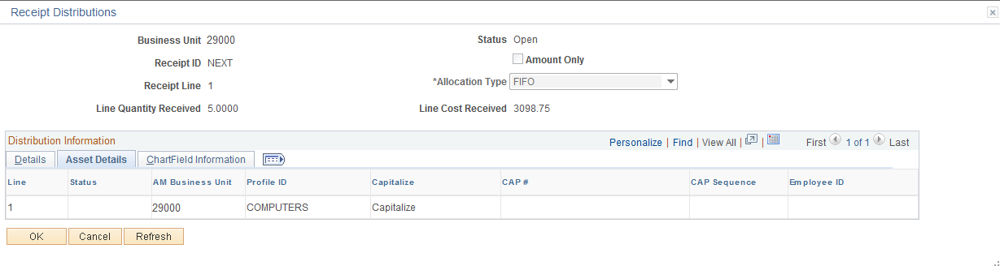 Receipt Distributions
Business Unit 29000 Status Open
Receipt ID NEXT Amount Only
Receipt Line 1 *Allocation Type FIFO
Line Quantity Received 5.0000 Line Cost Received 3098.75
Distribution Information Personalize | Find | View All | | First 1 of 1 Last
Details Asset Details ChartField Information
Line Status AM Business Unit Profile ID Capitalize CAP # CAP Sequence Employee ID
1 29000 COMPUTERS Capitalize
OK Cancel Refresh